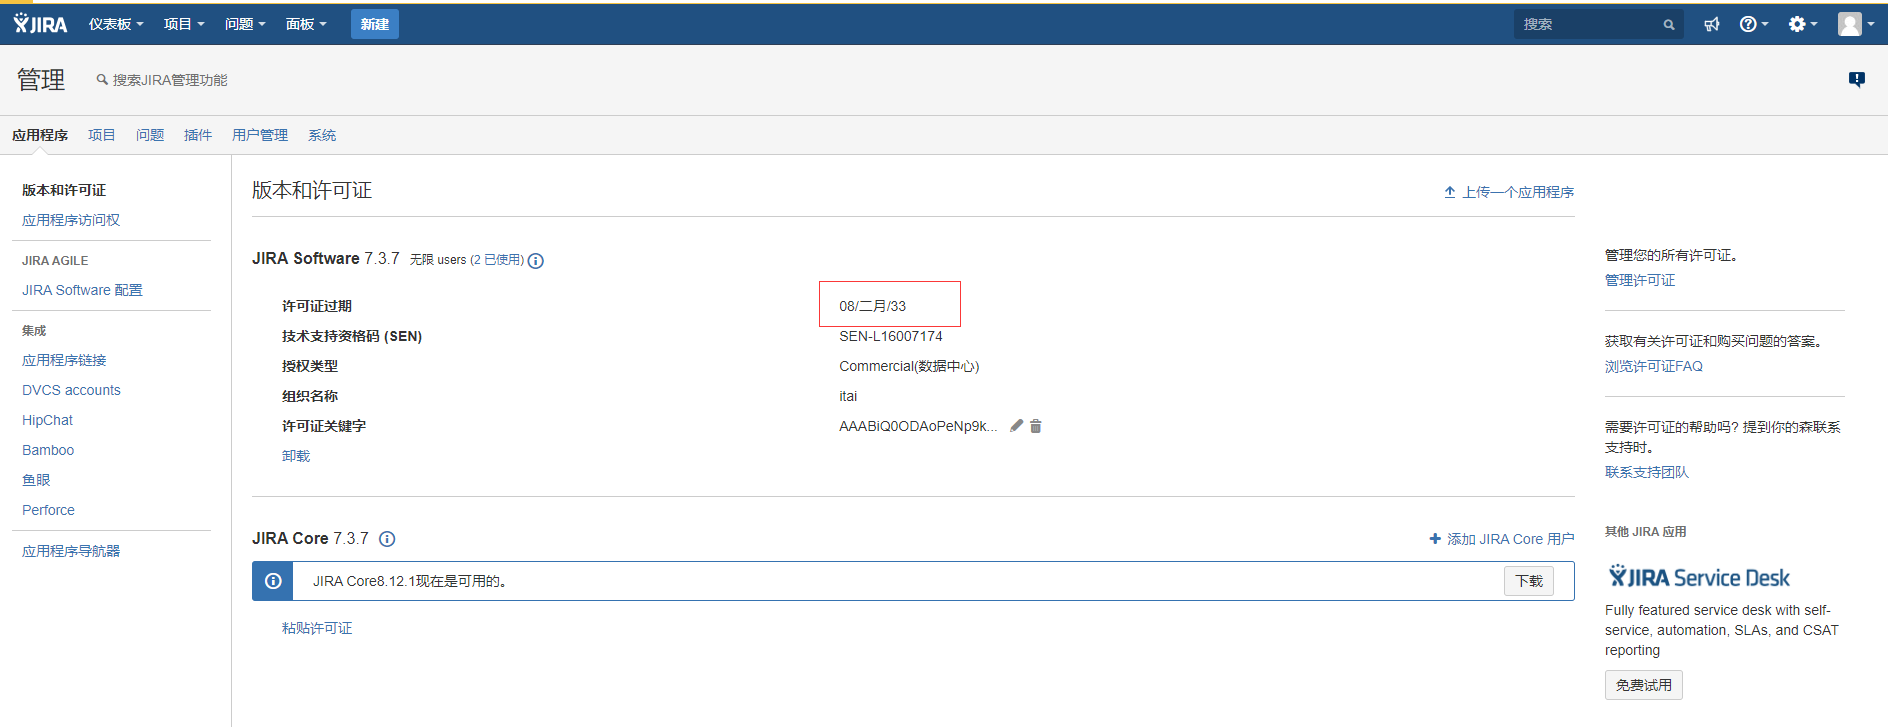 JIRA 仪表板 项目 问题 面板 新建 搜索
管理 搜索JIRA管理功能
应用程序 项目 问题 插件 用户管理 系统
版本和许可证
应用程序访问权
JIRA AGILE
JIRA Software 配置
集成
应用程序链接
DVCS accounts
HipChat
Bamboo
鱼眼
Perforce
应用程序导航器
版本和许可证 上传一个应用程序
JIRA Software 7.3.7 无限 users (2 已使用)
许可证过期 08/二月/33
技术支持资格码 (SEN) SEN-L16007174
授权类型 Commercial(数据中心)
组织名称 itai
许可证关键字 AAABiQ0ODAoPeNp9k...
卸载
JIRA Core 7.3.7 添加 JIRA Core 用户
JIRA Core8.12.1现在是可用的。 下载
粘贴许可证
管理您的所有许可证。
管理许可证
获取有关许可证和购买问题的答案。
浏览许可证FAQ
需要许可证的帮助吗? 提到你的森联系
支持时。
联系支持团队
其他 JIRA 应用
JIRA Service Desk
Fully featured service desk with self-
service, automation, SLAs, and CSAT
reporting
免费试用